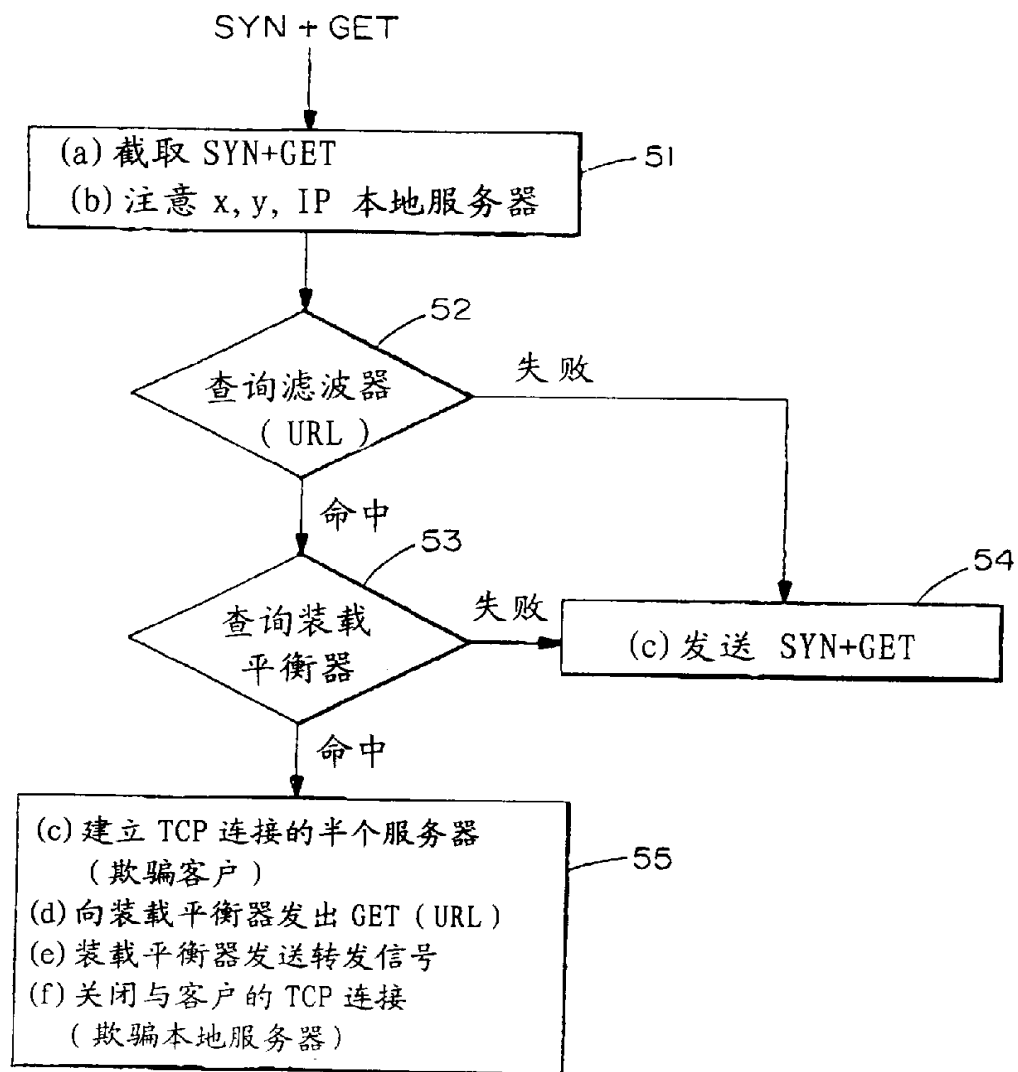 SYN + GET
(a) 截取 SYN+GET
(b) 注意 x, y, IP 本地服务器
51
52
查询滤波器
( URL )
失败
命中
53
查询装载
平衡器
失败
54
(c) 发送 SYN+GET
命中
(c) 建立 TCP 连接的半个服务器
( 欺骗客户 )
(d) 向装载平衡器发出 GET ( URL )
(e) 装载平衡器发送转发信号
(f) 关闭与客户的 TCP 连接
( 欺骗本地服务器 )
55